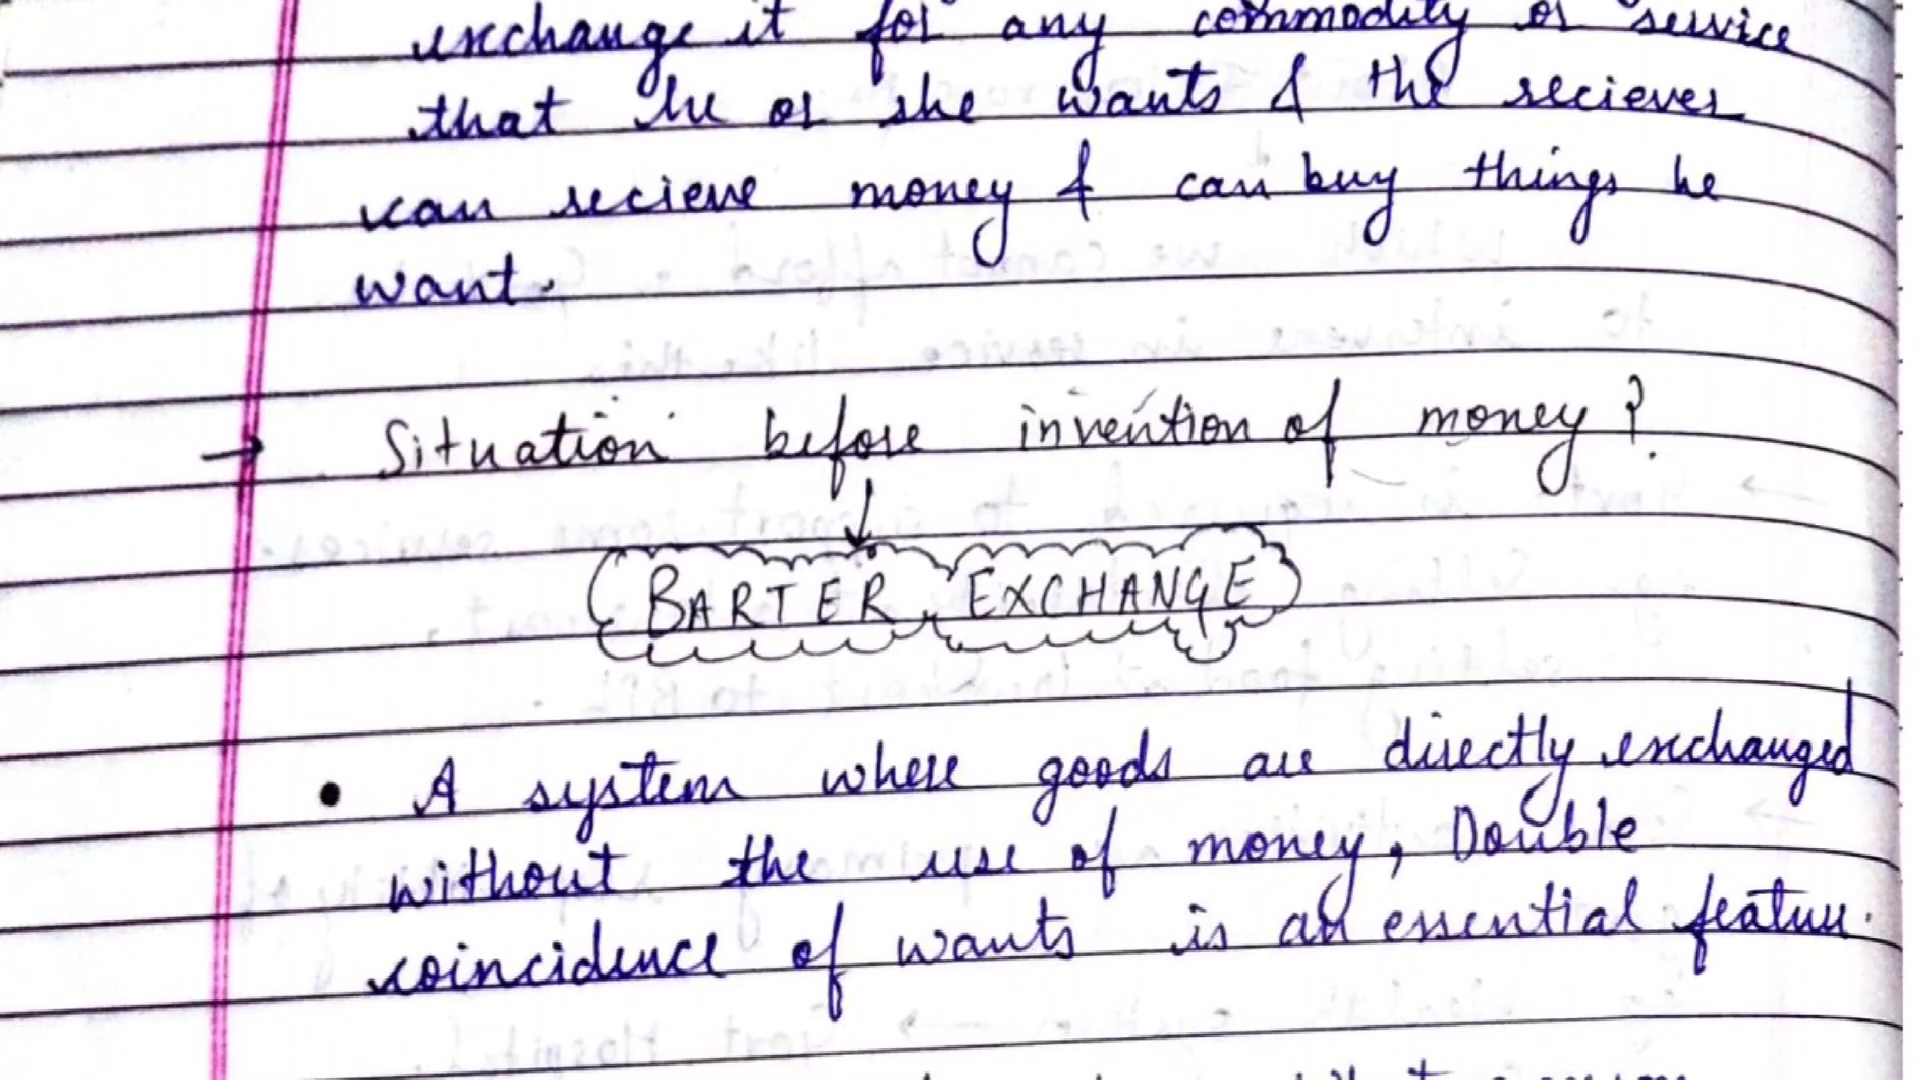 exchange it for any commodity or service
that he or she wants & the reciever
can recieve money & can buy things he
want.
→ Situation before invention of money?
↓
BARTER EXCHANGE
• A system where goods are directly exchanged
without the use of money, Double
coincidence of wants is an essential feature.